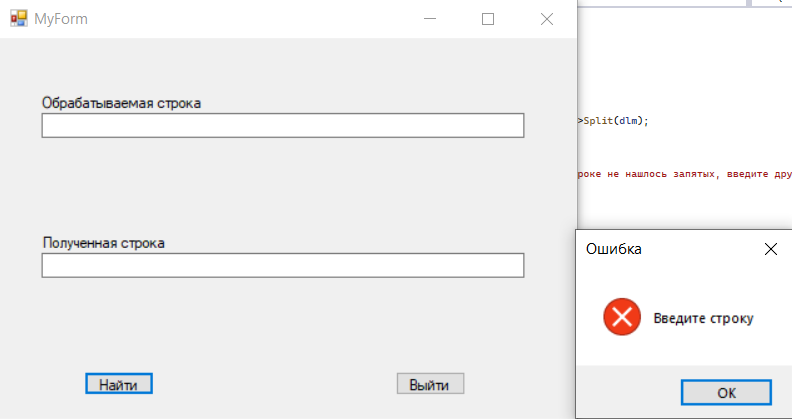 MyForm
Обрабатываемая строка
>Split(dlm);
роке не нашлось запятых, введите дру
Полученная строка
Ошибка
Введите строку
OK
Найти
Выйти